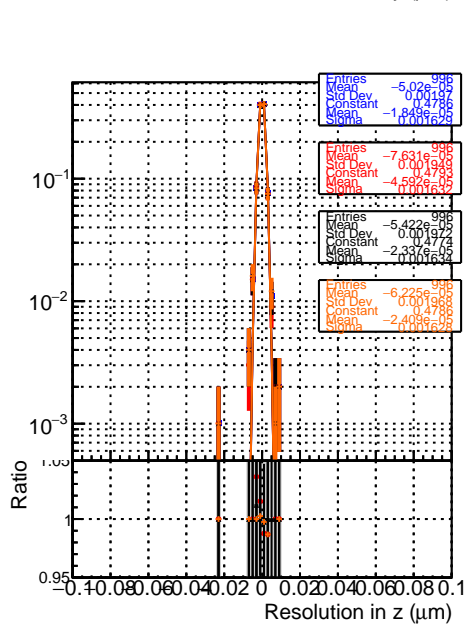 Entries 996
Mean −5.02e−05
Std Dev 0.00197
Constant 0.4786
Mean −1.849e−05
Sigma 0.001629
Entries 996
Mean −7.631e−05
Std Dev 0.001949
Constant 0.4793
Mean −4.592e−05
Sigma 0.001632
Entries 996
Mean −5.422e−05
Std Dev 0.001972
Constant 0.4774
Mean −2.337e−05
Sigma 0.001634
Entries 996
Mean −6.225e−05
Std Dev 0.001968
Constant 0.4786
Mean −2.409e−05
Sigma 0.001628
10−1
10−2
10−3
1.05
1
0.95
Ratio
−0.1 −0.08 −0.06 −0.04 −0.02 0 0.02 0.04 0.06 0.08 0.1
Resolution in z (μm)